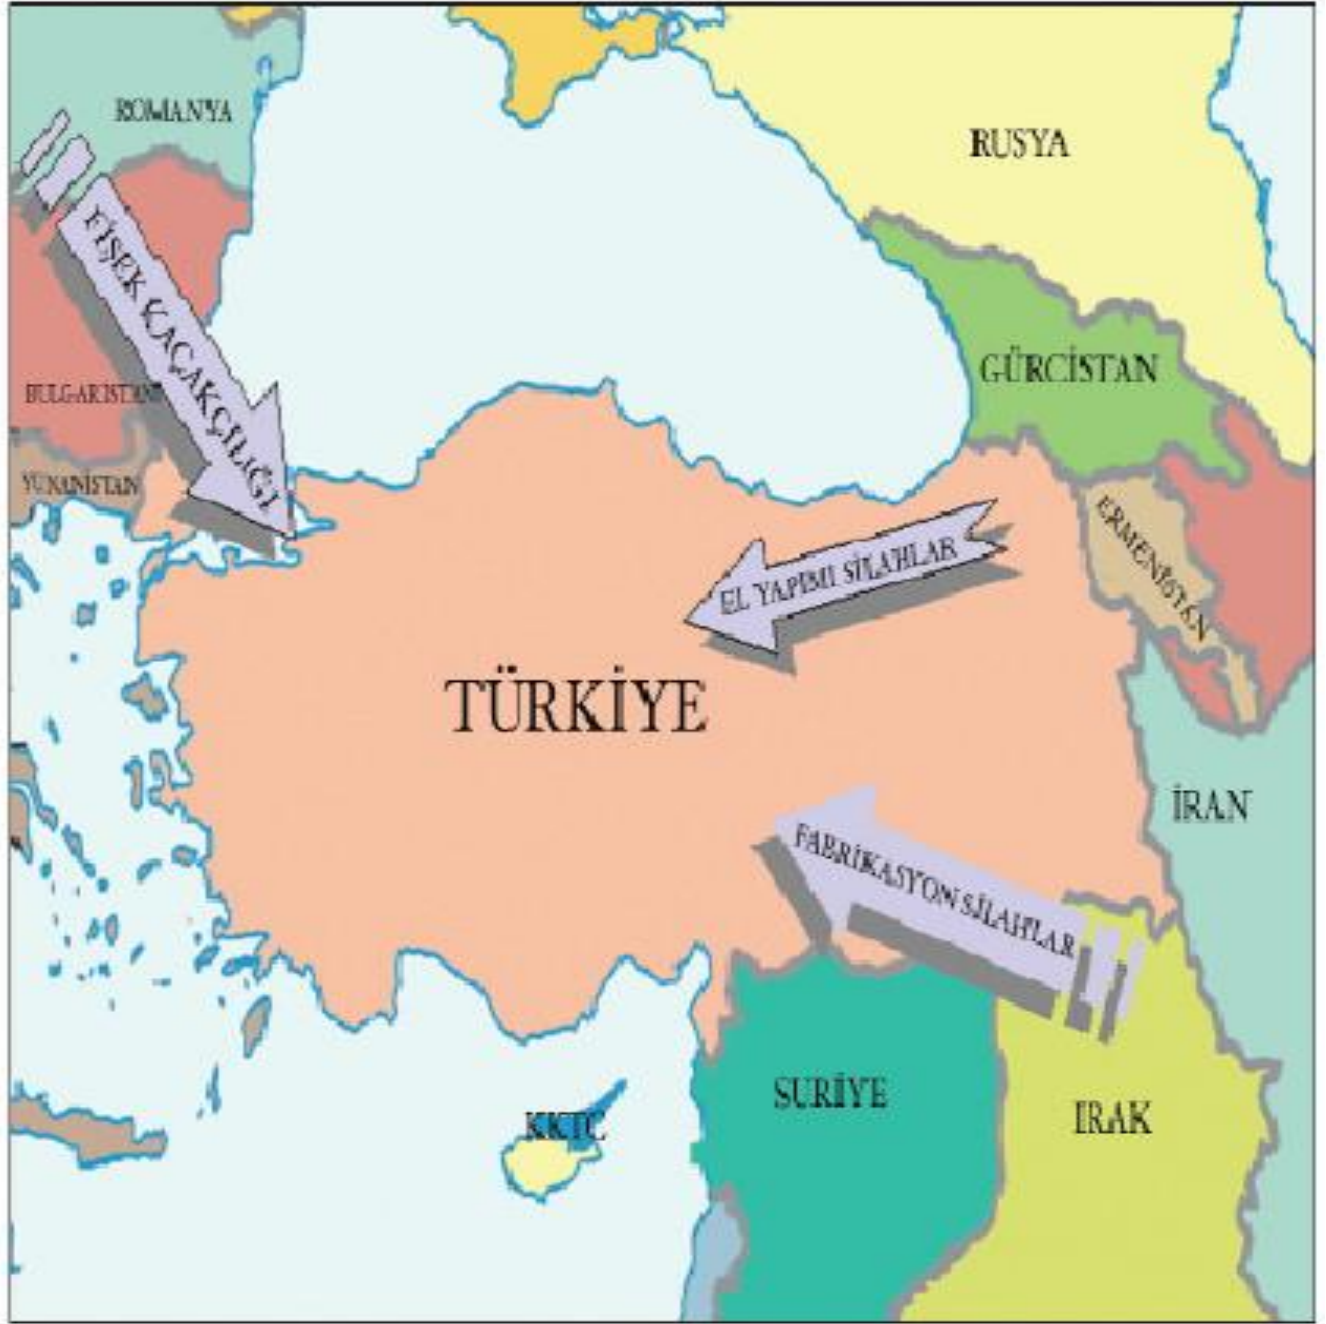 ROMANYA
RUSYA
FİŞEK KAÇAKÇILIĞI
GÜRCİSTAN
BULGARİSTAN
YUNANİSTAN
ERMENİSTAN
EL YAPIMI SİLAHLAR
TÜRKİYE
İRAN
FABRİKASYON SİLAHLAR
SURİYE
IRAK
KKTC